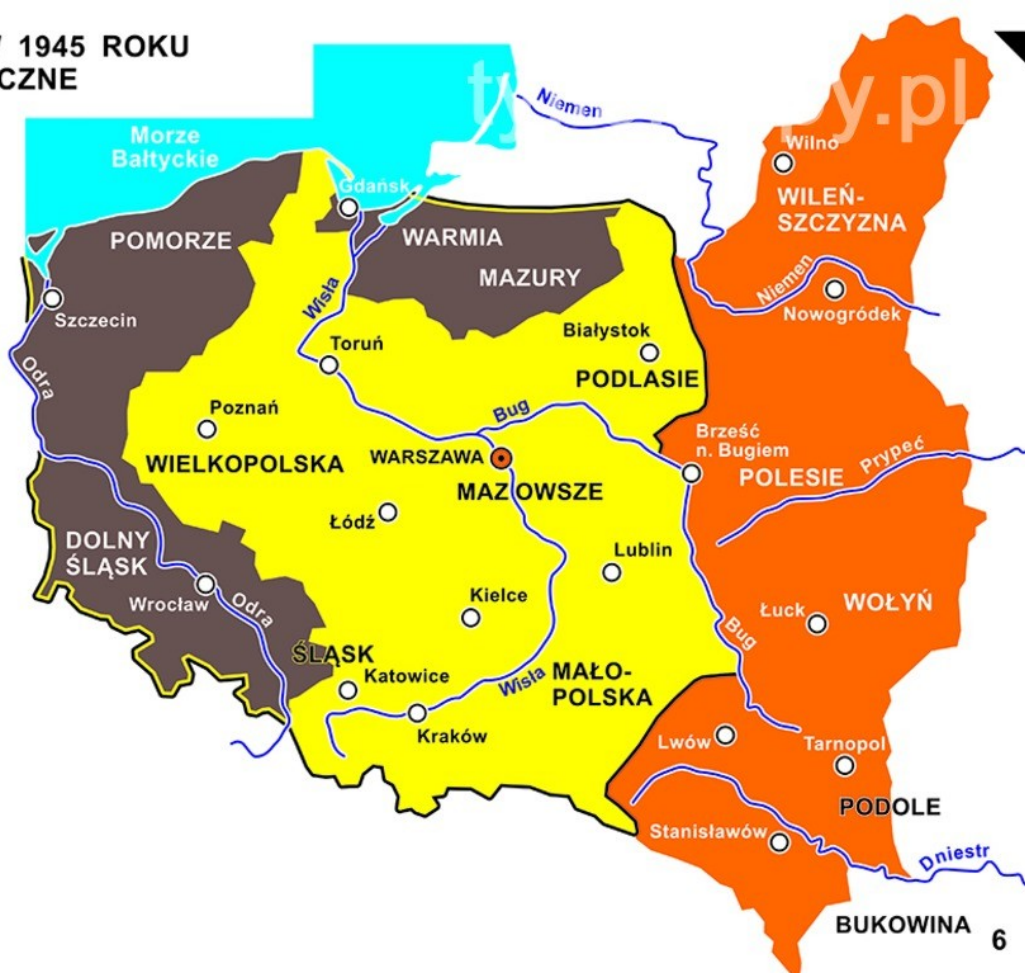 1945 ROKU
CZNE
py.pl
Niemen
Morze
Bałtyckie
Wilno
Gdańsk
WILEŃ-
SZCZYZNA
POMORZE
WARMIA
MAZURY
Niemen
Wisła
Nowogródek
Szczecin
Białystok
Toruń
Odra
PODLASIE
Poznań
Bug
Brześć
n. Bugiem
WIELKOPOLSKA
WARSZAWA
POLESIE
Prypeć
MAZOWSZE
Łódź
DOLNY
ŚLĄSK
Lublin
Kielce
Wrocław
Odra
Łuck
WOŁYŃ
Bug
ŚLĄSK
Katowice
Wisła
MAŁO-
POLSKA
Kraków
Lwów
Tarnopol
PODOLE
Stanisławów
Dniestr
BUKOWINA
6